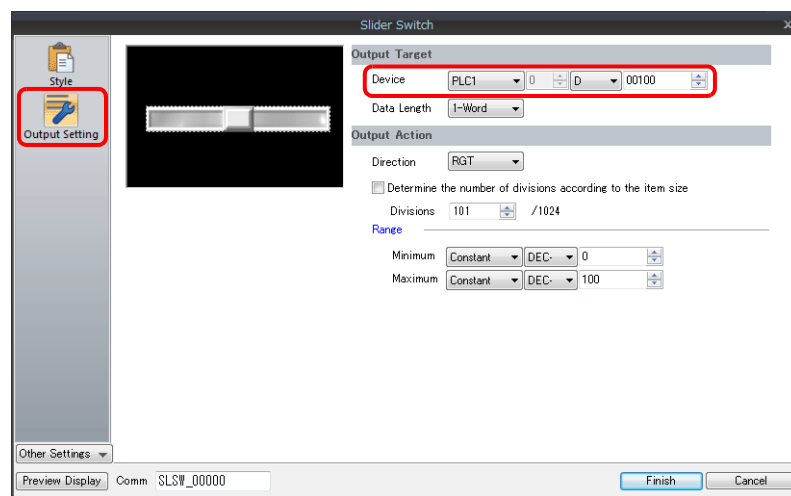 Slider Switch
Style
Output Setting
Output Target
Device PLC1 0 D 00100
Data Length 1-Word
Output Action
Direction RGT
Determine the number of divisions according to the item size
Divisions 101 /1024
Range
Minimum Constant DEC- 0
Maximum Constant DEC- 100
Other Settings
Preview Display Comm SLSW_00000 Finish Cancel